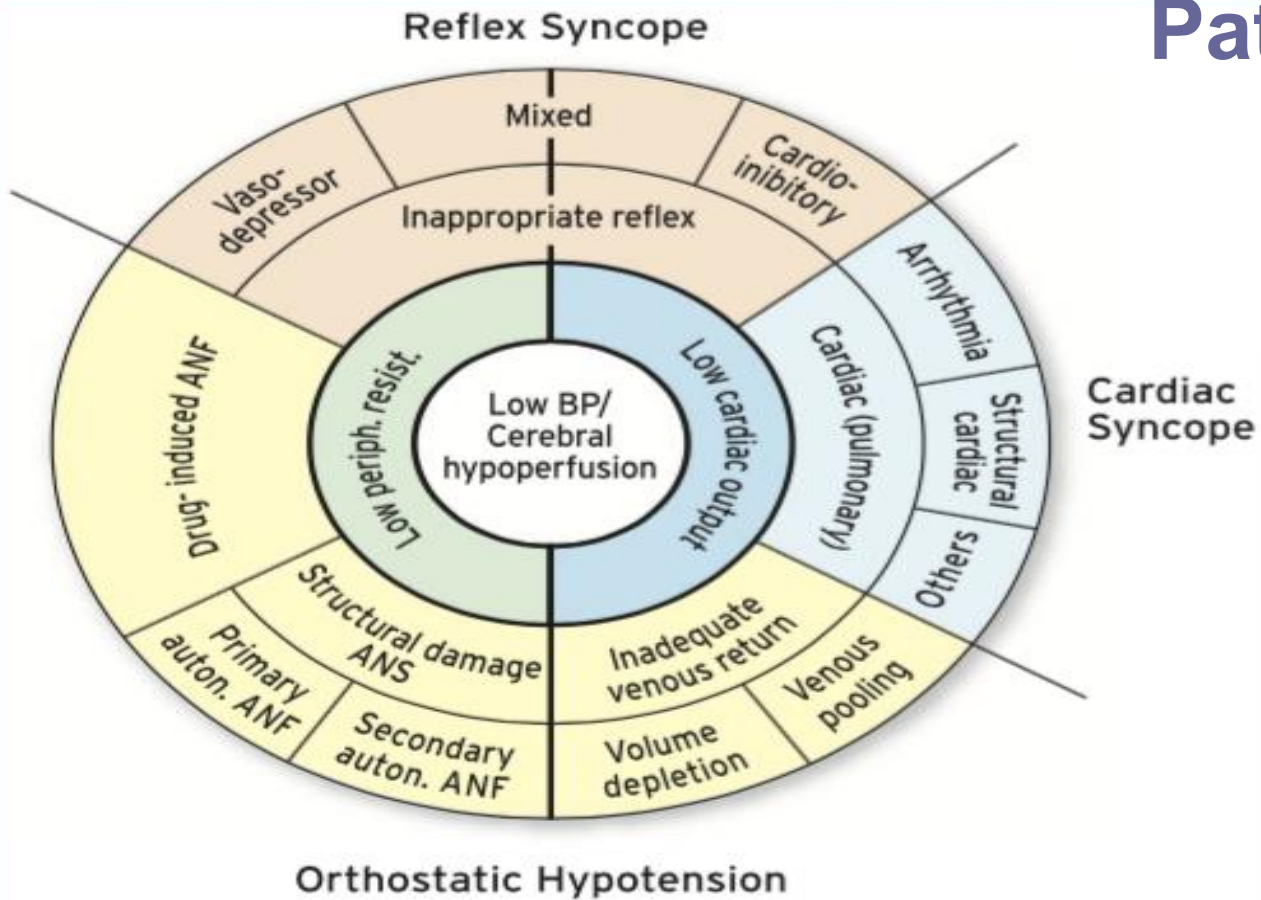 Reflex Syncope
Pat
Mixed
Vaso-
depressor
Cardio-
inibitory
Inappropriate reflex
Arrhythmia
Structural
cardiac
Others
Cardiac (pulmonary)
Cardiac
Syncope
Drug- induced ANF
Low periph. resist.
Low cardiac output
Low BP/
Cerebral
hypoperfusion
Structural damage
ANS
Inadequate
venous return
Primary
auton. ANF
Secondary
auton. ANF
Volume
depletion
Venous
pooling
Orthostatic Hypotension